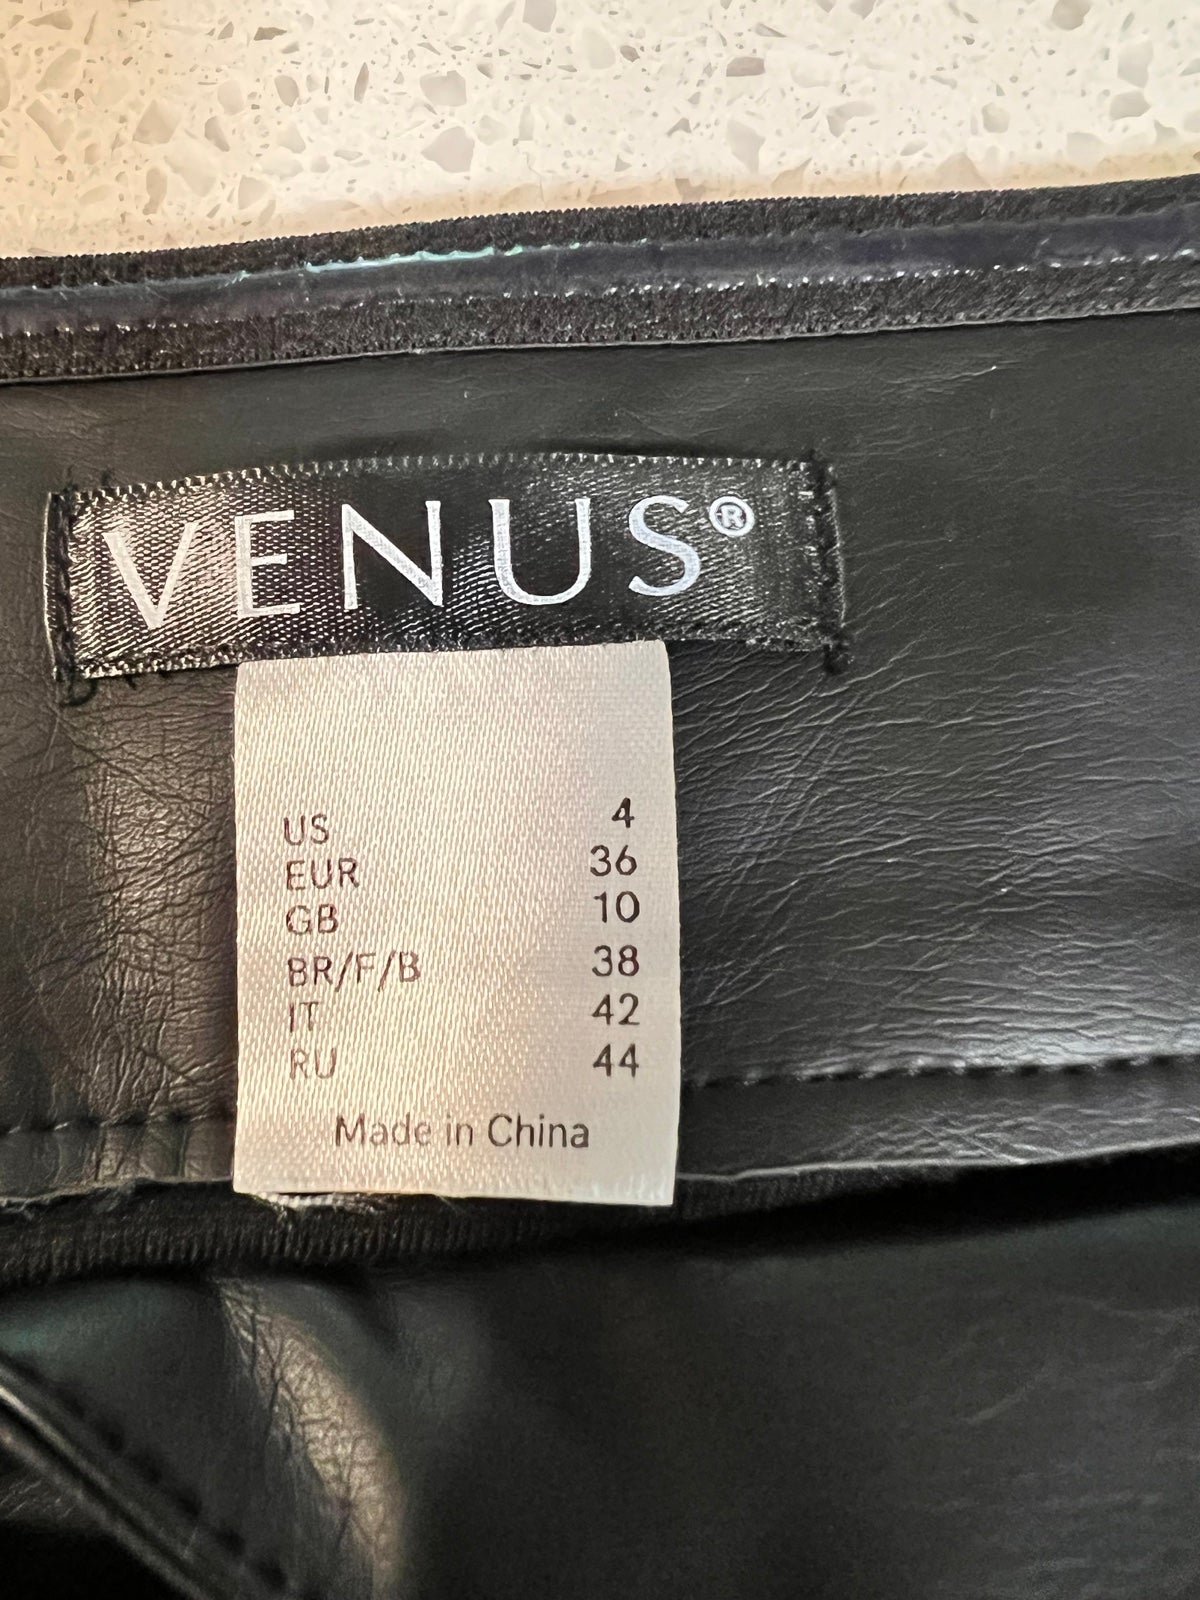 VENUS®
US 4
EUR 36
GB 10
BR/F/B 38
IT 42
RU 44
Made in China